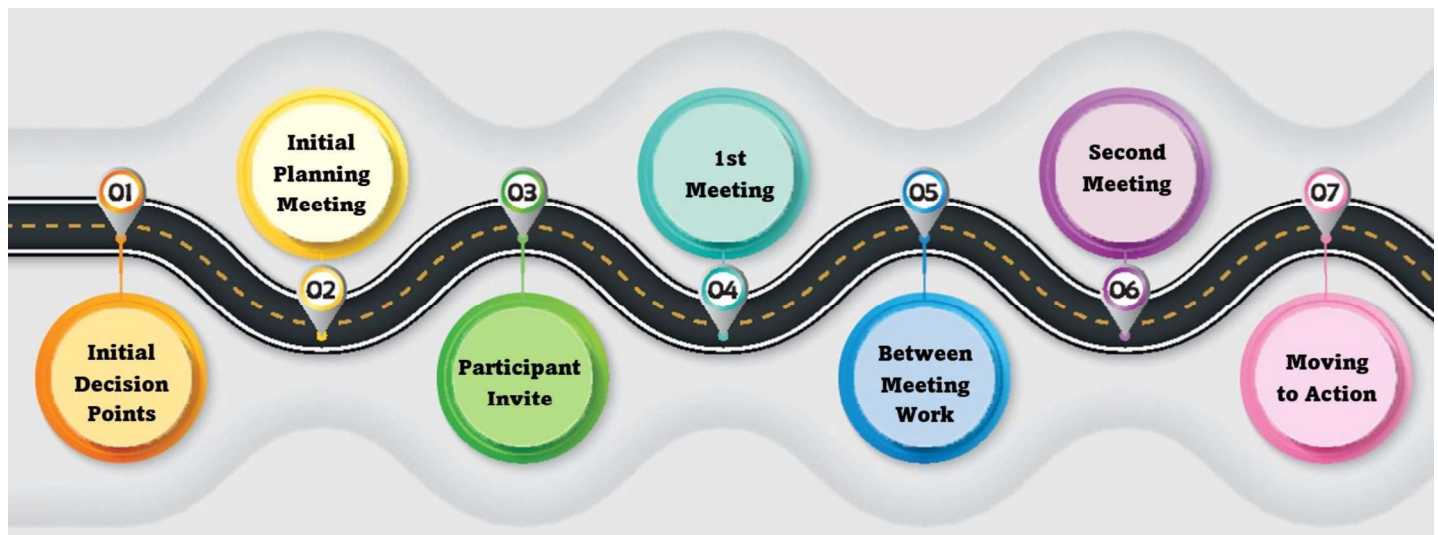 01
Initial
Decision
Points
Initial
Planning
Meeting
02
03
Participant
Invite
1st
Meeting
04
05
Between
Meeting
Work
Second
Meeting
06
07
Moving
to Action